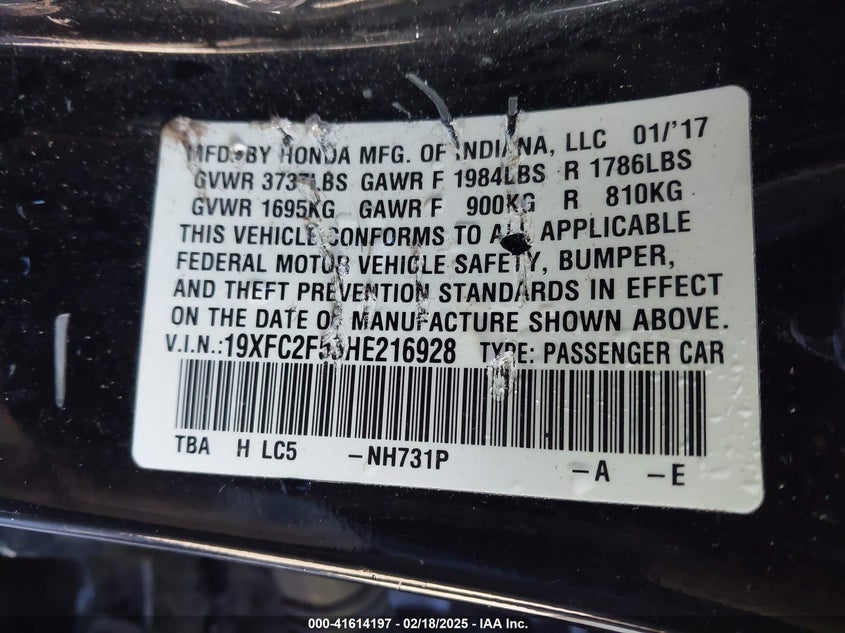 MFD. BY HONDA MFG. OF INDIANA, LLC 01/'17
GVWR 3737LBS GAWR F 1984LBS R 1786LBS
GVWR 1695KG GAWR F 900KG R 810KG
THIS VEHICLE CONFORMS TO ALL APPLICABLE
FEDERAL MOTOR VEHICLE SAFETY, BUMPER,
AND THEFT PREVENTION STANDARDS IN EFFECT
ON THE DATE OF MANUFACTURE SHOWN ABOVE.
V.I.N.:19XFC2F53HE216928 TYPE: PASSENGER CAR
TBA H LC5 -NH731P -A -E
000-41614197 - 02/18/2025 - IAA Inc.